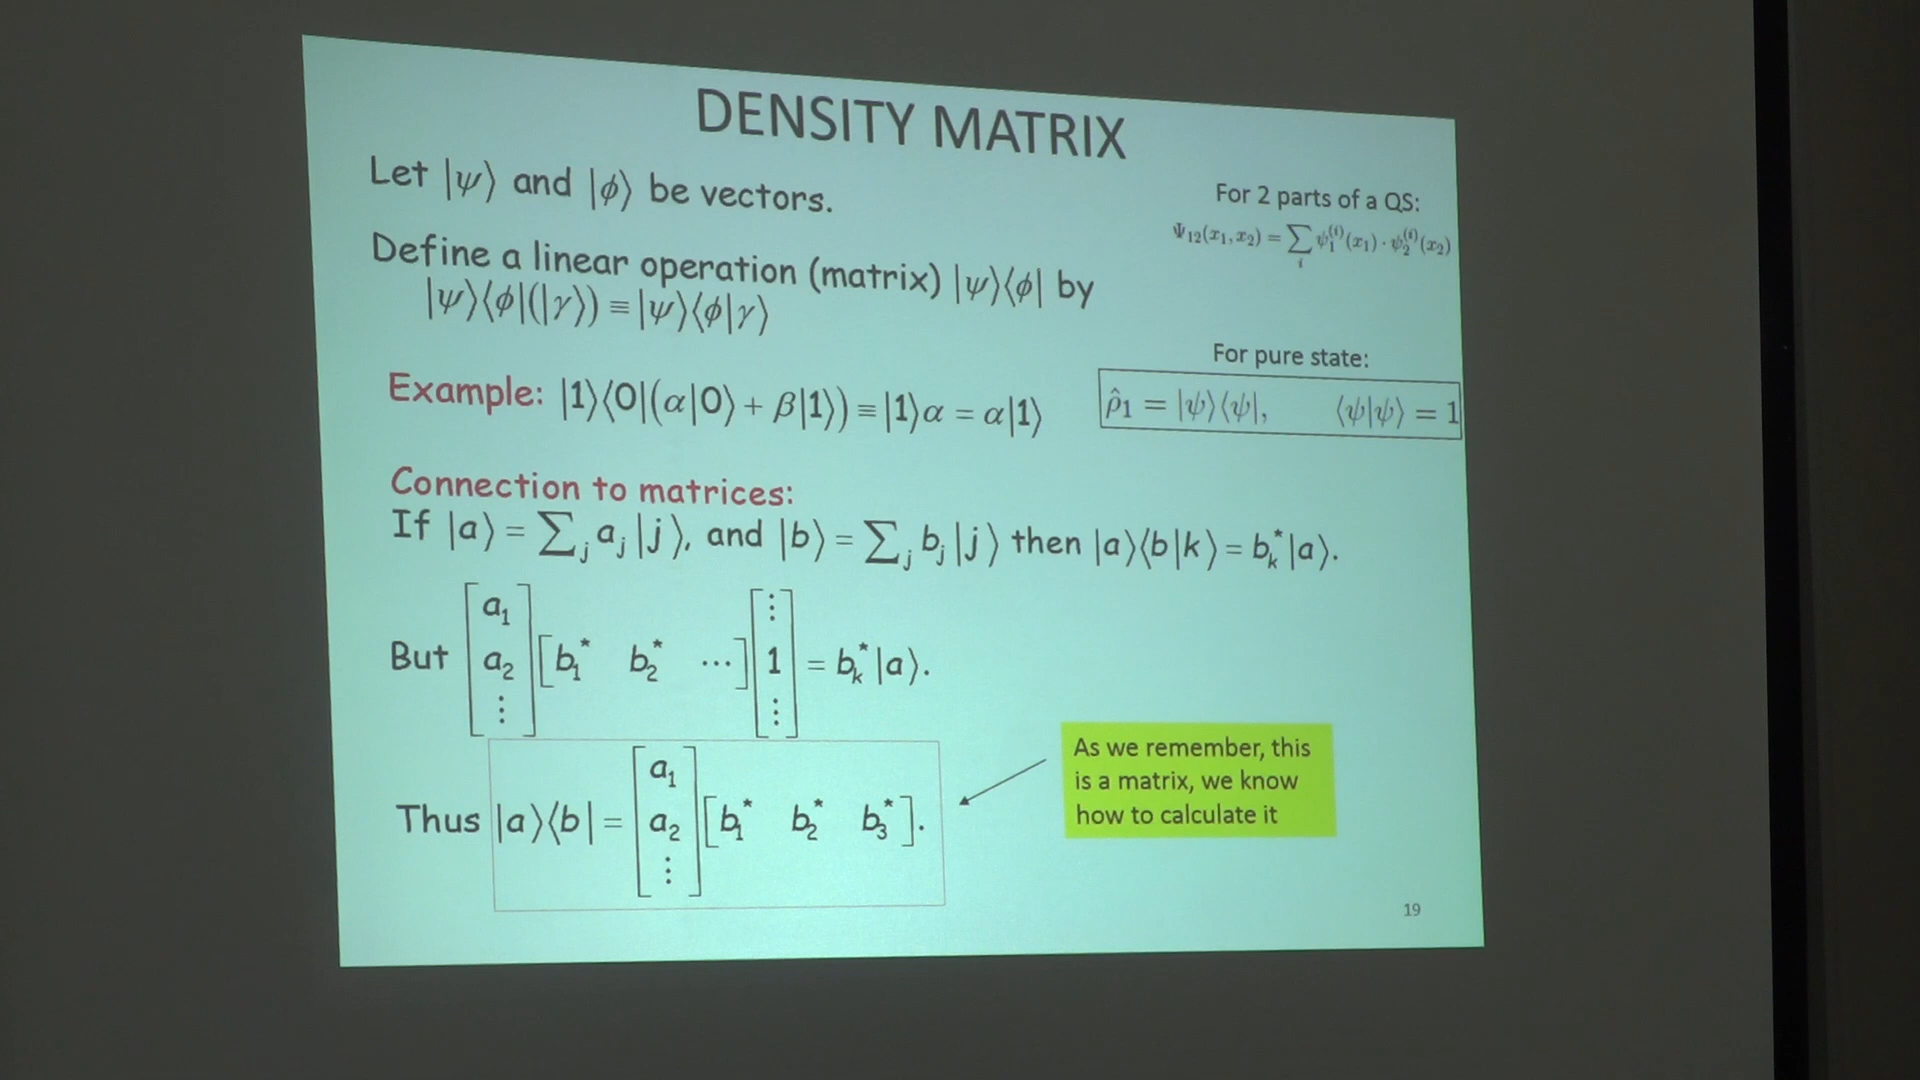 DENSITY MATRIX
Let |ψ⟩ and |ϕ⟩ be vectors.
For 2 parts of a QS:
Ψ₁₂(x₁, x₂) = ∑ᵢ ψ₁⁽ⁱ⁾(x₁) · ψ₂⁽ⁱ⁾(x₂)
Define a linear operation (matrix) |ψ⟩⟨ϕ| by
|ψ⟩⟨ϕ|(|γ⟩) ≡ |ψ⟩⟨ϕ|γ⟩
For pure state:
ρ̂₁ = |ψ⟩⟨ψ|, ⟨ψ|ψ⟩ = 1
Example: |1⟩⟨0|(α|0⟩ + β|1⟩) ≡ |1⟩α = α|1⟩
Connection to matrices:
If |a⟩ = ∑ⱼ aⱼ|j⟩, and |b⟩ = ∑ⱼ bⱼ|j⟩ then |a⟩⟨b|k⟩ = bₖ*|a⟩.
But [a₁ a₂ ⋮] [b₁* b₂* ⋯] [⋮ 1 ⋮] = bₖ*|a⟩.
Thus |a⟩⟨b| = [a₁ a₂ ⋮] [b₁* b₂* b₃*].
As we remember, this
is a matrix, we know
how to calculate it
19